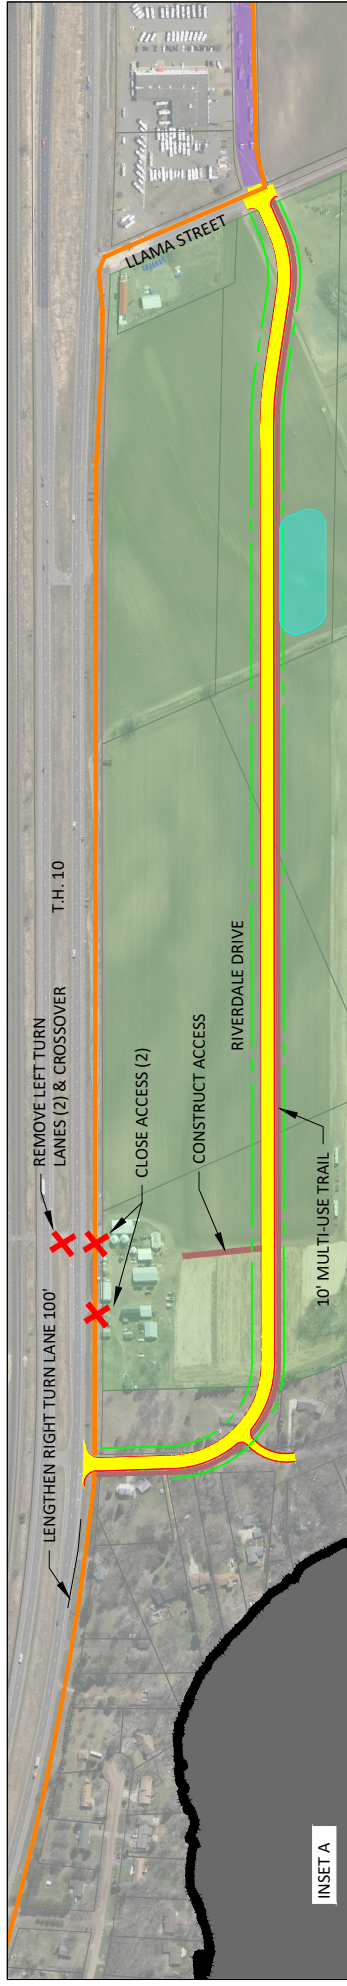 LLAMA STREET
REMOVE LEFT TURN
LANES (2) & CROSSOVER
T.H. 10
LENGTHEN RIGHT TURN LANE 100'
CLOSE ACCESS (2)
CONSTRUCT ACCESS
RIVERDALE DRIVE
10' MULTI-USE TRAIL
INSET A